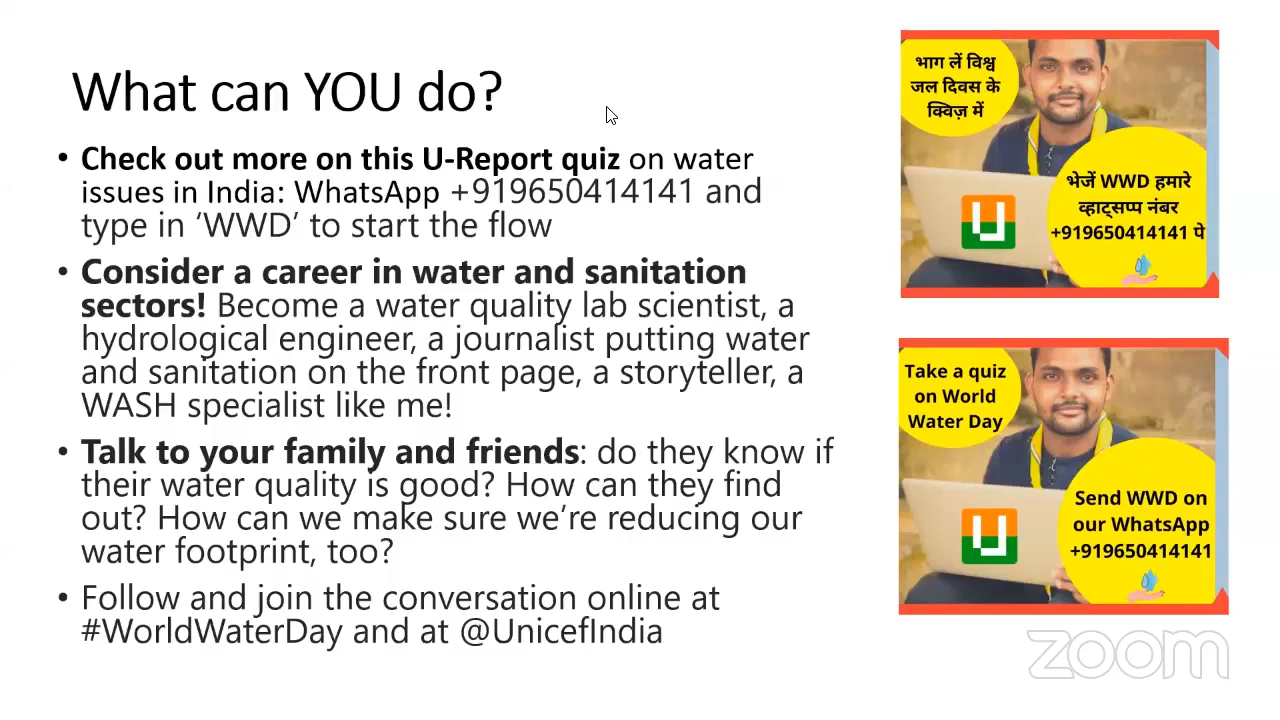 What can YOU do?
• Check out more on this U-Report quiz on water
issues in India: WhatsApp +919650414141 and
type in ‘WWD’ to start the flow
• Consider a career in water and sanitation
sectors! Become a water quality lab scientist, a
hydrological engineer, a journalist putting water
and sanitation on the front page, a storyteller, a
WASH specialist like me!
• Talk to your family and friends: do they know if
their water quality is good? How can they find
out? How can we make sure we’re reducing our
water footprint, too?
• Follow and join the conversation online at
#WorldWaterDay and at @UnicefIndia
भाग लें विश्व
जल दिवस के
क्विज़ में
भेजें WWD हमारे
व्हाट्सप्प नंबर
+919650414141 पे
U
Take a quiz
on World
Water Day
Send WWD on
our WhatsApp
+919650414141
U
zoom